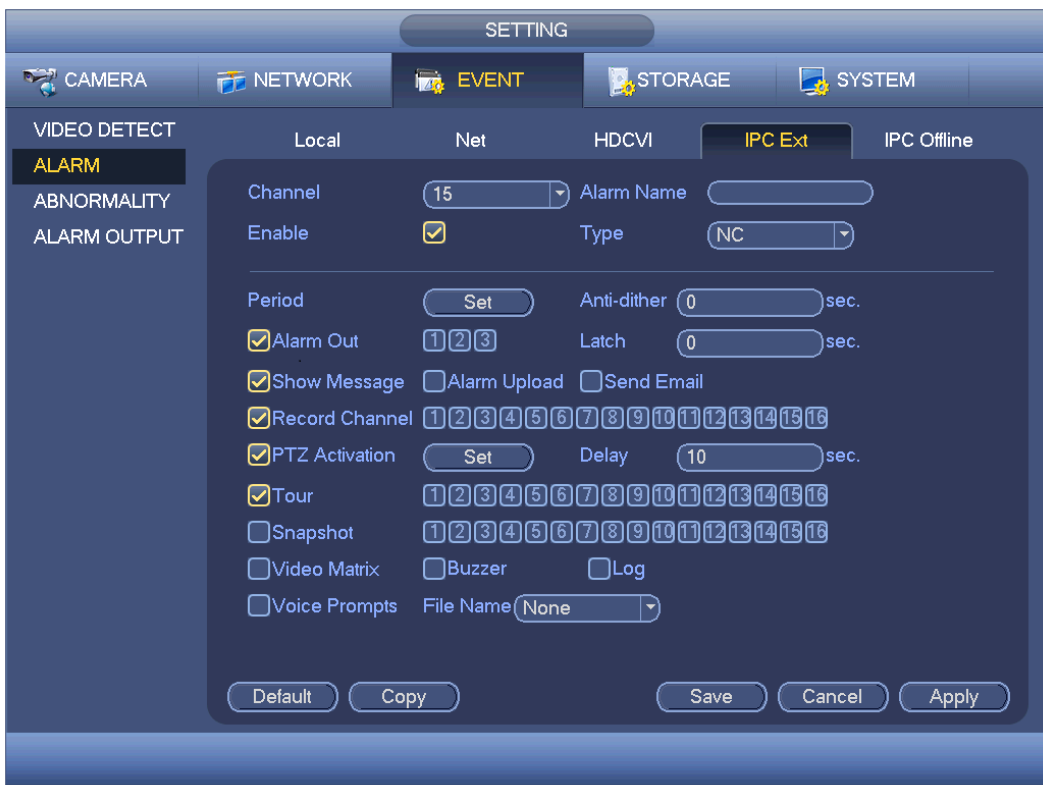 SETTING
CAMERA NETWORK EVENT STORAGE SYSTEM
VIDEO DETECT
ALARM
ABNORMALITY
ALARM OUTPUT
Local Net HDCVI IPC Ext IPC Offline
Channel 15 Alarm Name
Enable Type NC
Period Set Anti-dither 0 sec.
Alarm Out 1 2 3 Latch 0 sec.
Show Message Alarm Upload Send Email
Record Channel 1 2 3 4 5 6 7 8 9 10 11 12 13 14 15 16
PTZ Activation Set Delay 10 sec.
Tour 1 2 3 4 5 6 7 8 9 10 11 12 13 14 15 16
Snapshot 1 2 3 4 5 6 7 8 9 10 11 12 13 14 15 16
Video Matrix Buzzer Log
Voice Prompts File Name None
Default Copy Save Cancel Apply